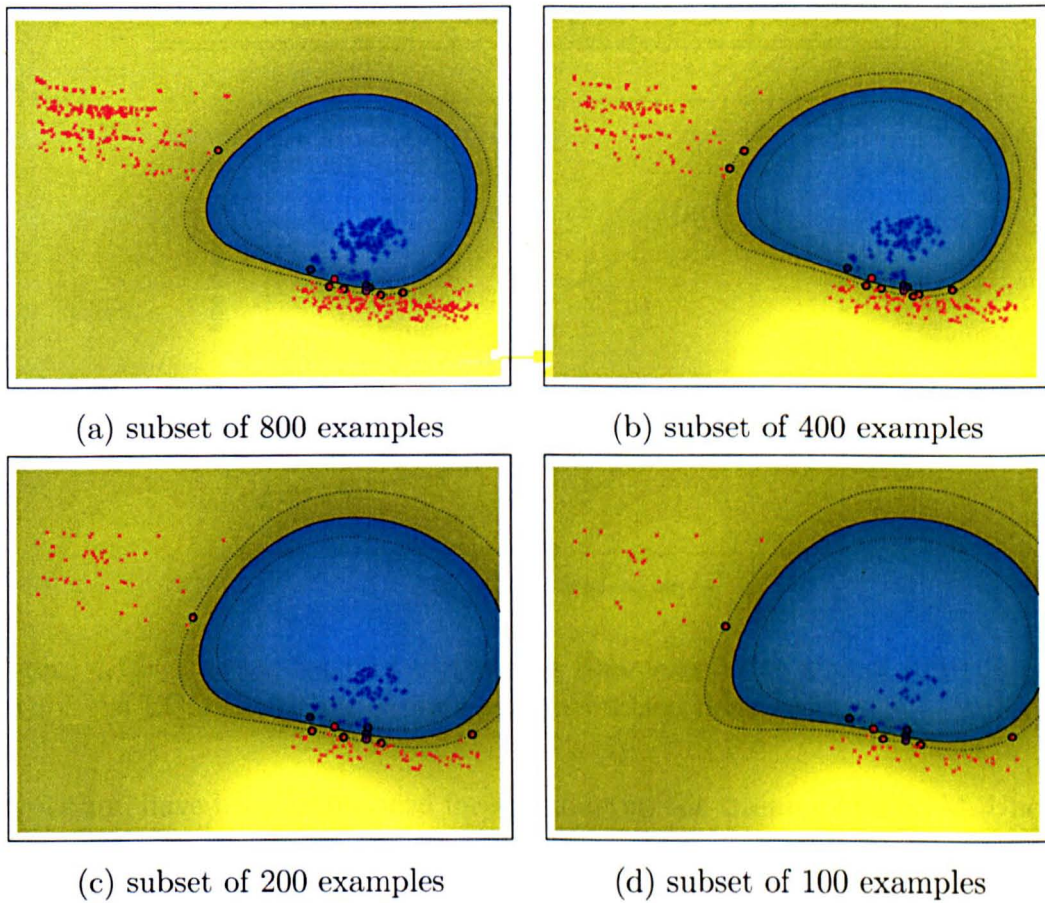 (a) subset of 800 examples
(b) subset of 400 examples
(c) subset of 200 examples
(d) subset of 100 examples